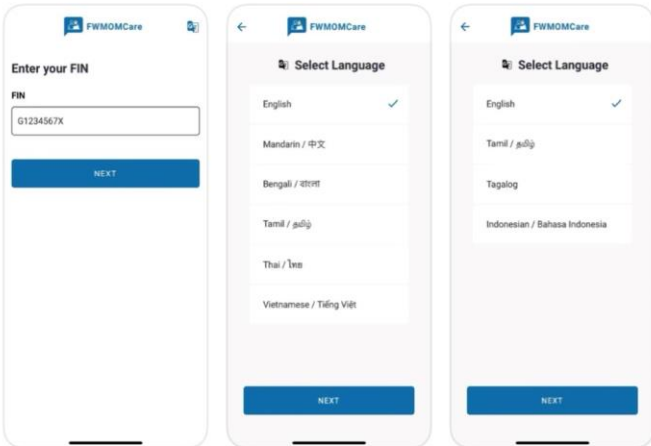 FWMOMCare
Enter your FIN
FIN
G1234567X
NEXT
FWMOMCare
Select Language
English
Mandarin / 中文
Bengali / বাংলা
Tamil / தமிழ்
Thai / ไทย
Vietnamese / Tiếng Việt
NEXT
FWMOMCare
Select Language
English
Tamil / தமிழ்
Tagalog
Indonesian / Bahasa Indonesia
NEXT